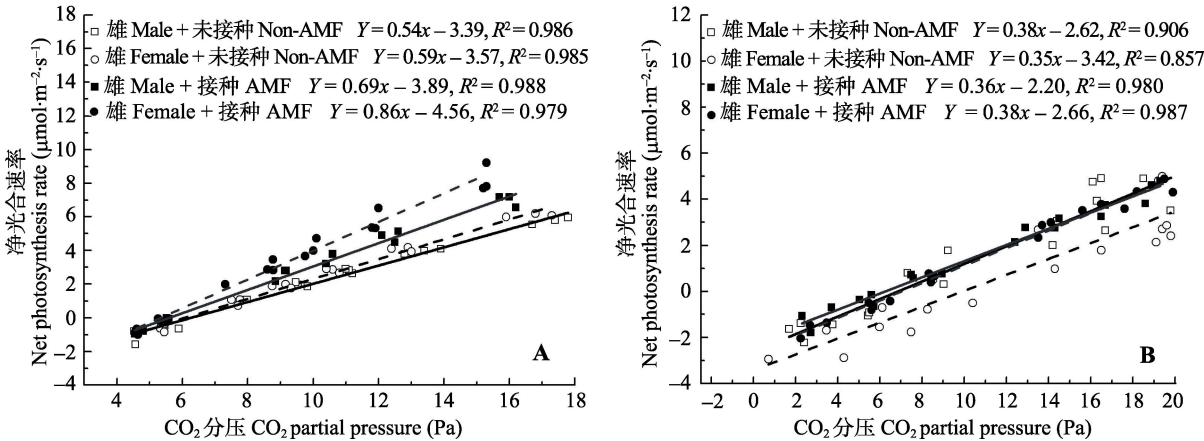 18
16
14
12
10
8
6
4
2
0
–2
–4
净光合速率
Net photosynthesis rate (μmol·m⁻²·s⁻¹)
□ 雄 Male + 未接种 Non-AMF Y = 0.54x – 3.39, R² = 0.986
○ 雄 Female + 未接种 Non-AMF Y = 0.59x – 3.57, R² = 0.985
■ 雄 Male + 接种 AMF Y = 0.69x – 3.89, R² = 0.988
● 雄 Female + 接种 AMF Y = 0.86x – 4.56, R² = 0.979
A
4 6 8 10 12 14 16 18
CO₂ 分压 CO₂ partial pressure (Pa)
12
10
8
6
4
2
0
–2
–4
净光合速率
Net photosynthesis rate (μmol·m⁻²·s⁻¹)
□ 雄 Male + 未接种 Non-AMF Y = 0.38x – 2.62, R² = 0.906
○ 雄 Female + 未接种 Non-AMF Y = 0.35x – 3.42, R² = 0.857
■ 雄 Male + 接种 AMF Y = 0.36x – 2.20, R² = 0.980
● 雄 Female + 接种 AMF Y = 0.38x – 2.66, R² = 0.987
B
–2 0 2 4 6 8 10 12 14 16 18 20
CO₂ 分压 CO₂ partial pressure (Pa)